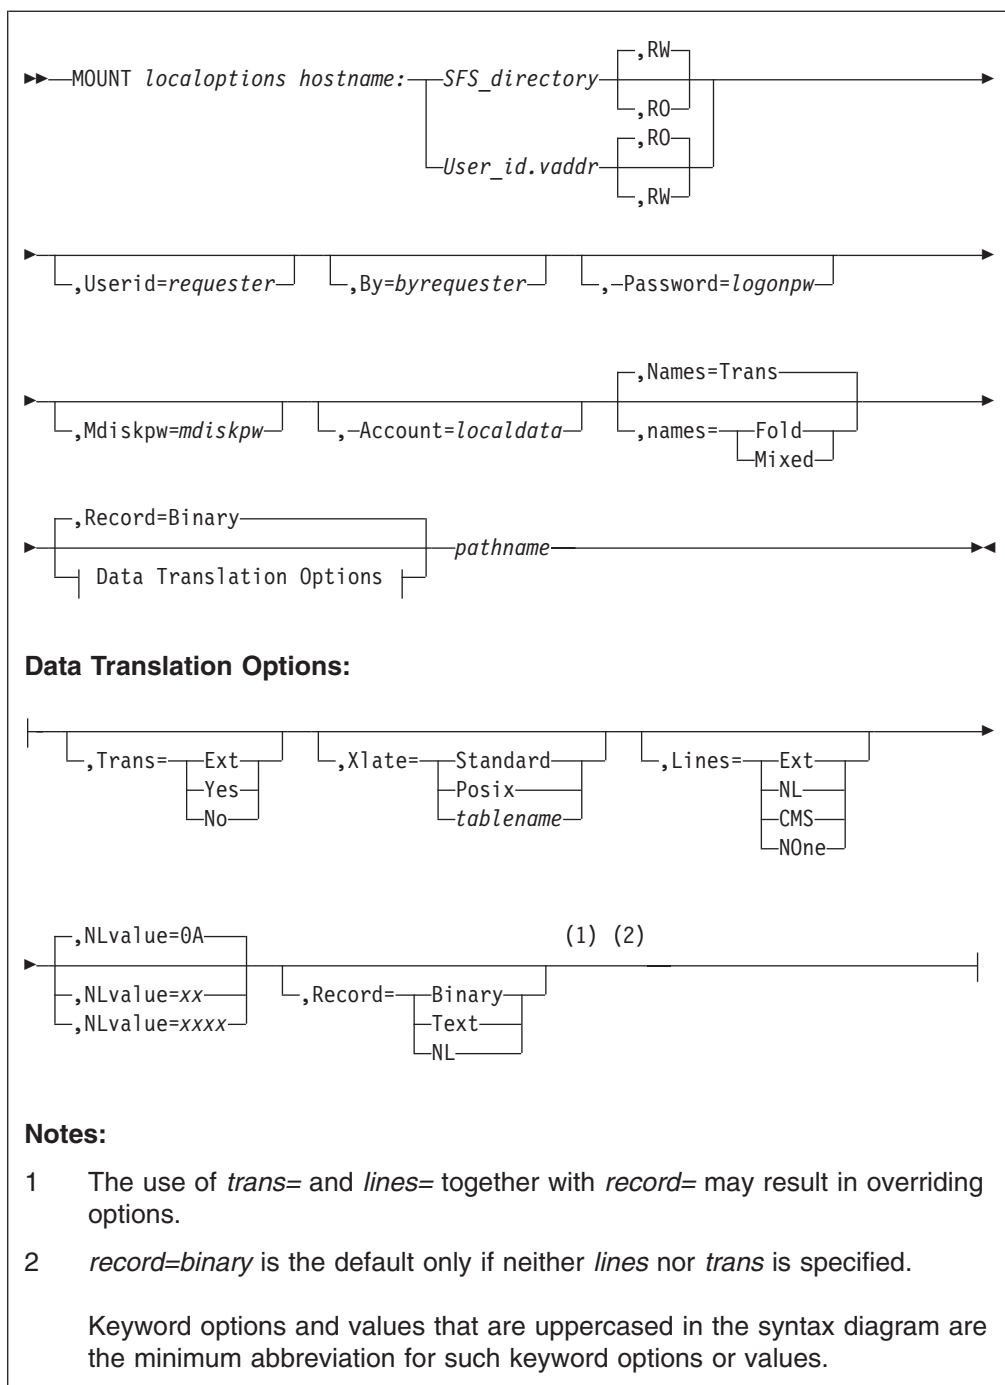 ,RW
MOUNT localoptions hostname: SFS_directory
,RO
,RO
User_id.vaddr
,RW
,Userid=requester ,By=byrequester ,-Password=logonpw
,Names=Trans
,Mdiskpw=mdiskpw ,-Account=localdata ,names= Fold
Mixed
,Record=Binary
pathname
Data Translation Options
Data Translation Options:
,Trans= Ext ,Xlate= Standard ,Lines= Ext
Yes Posix NL
No tablename CMS
NOne
,NLvalue=0A (1) (2)
,NLvalue=xx ,Record= Binary
,NLvalue=xxxx Text
NL
Notes:
1 The use of trans= and lines= together with record= may result in overriding
options.
2 record=binary is the default only if neither lines nor trans is specified.
Keyword options and values that are uppercased in the syntax diagram are
the minimum abbreviation for such keyword options or values.